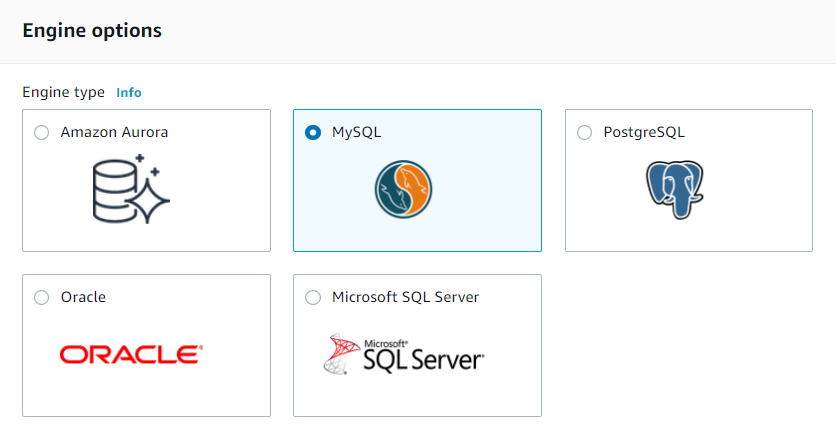 Engine options
Engine type Info
Amazon Aurora
MySQL
PostgreSQL
Oracle
ORACLE®
Microsoft SQL Server
Microsoft®
SQL Server®